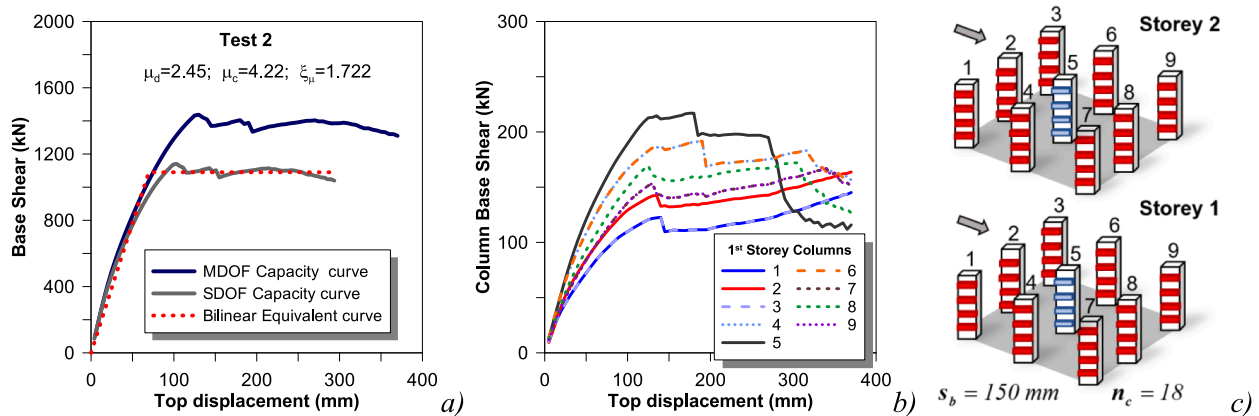 Test 2
μd=2.45; μc=4.22; ξμ=1.722
Base Shear (kN)
2000
1600
1200
800
400
0
MDOF Capacity curve
SDOF Capacity curve
Bilinear Equivalent curve
0 100 200 300 400
Top displacement (mm)
a)
Column Base Shear (kN)
300
250
200
150
100
50
0
1st Storey Columns
1 6
2 7
3 8
4 9
5
0 100 200 300 400
Top displacement (mm)
b)
Storey 2
1 2 3 4 5 6 7 8 9
Storey 1
1 2 3 4 5 6 7 8 9
sb = 150 mm nc = 18
c)